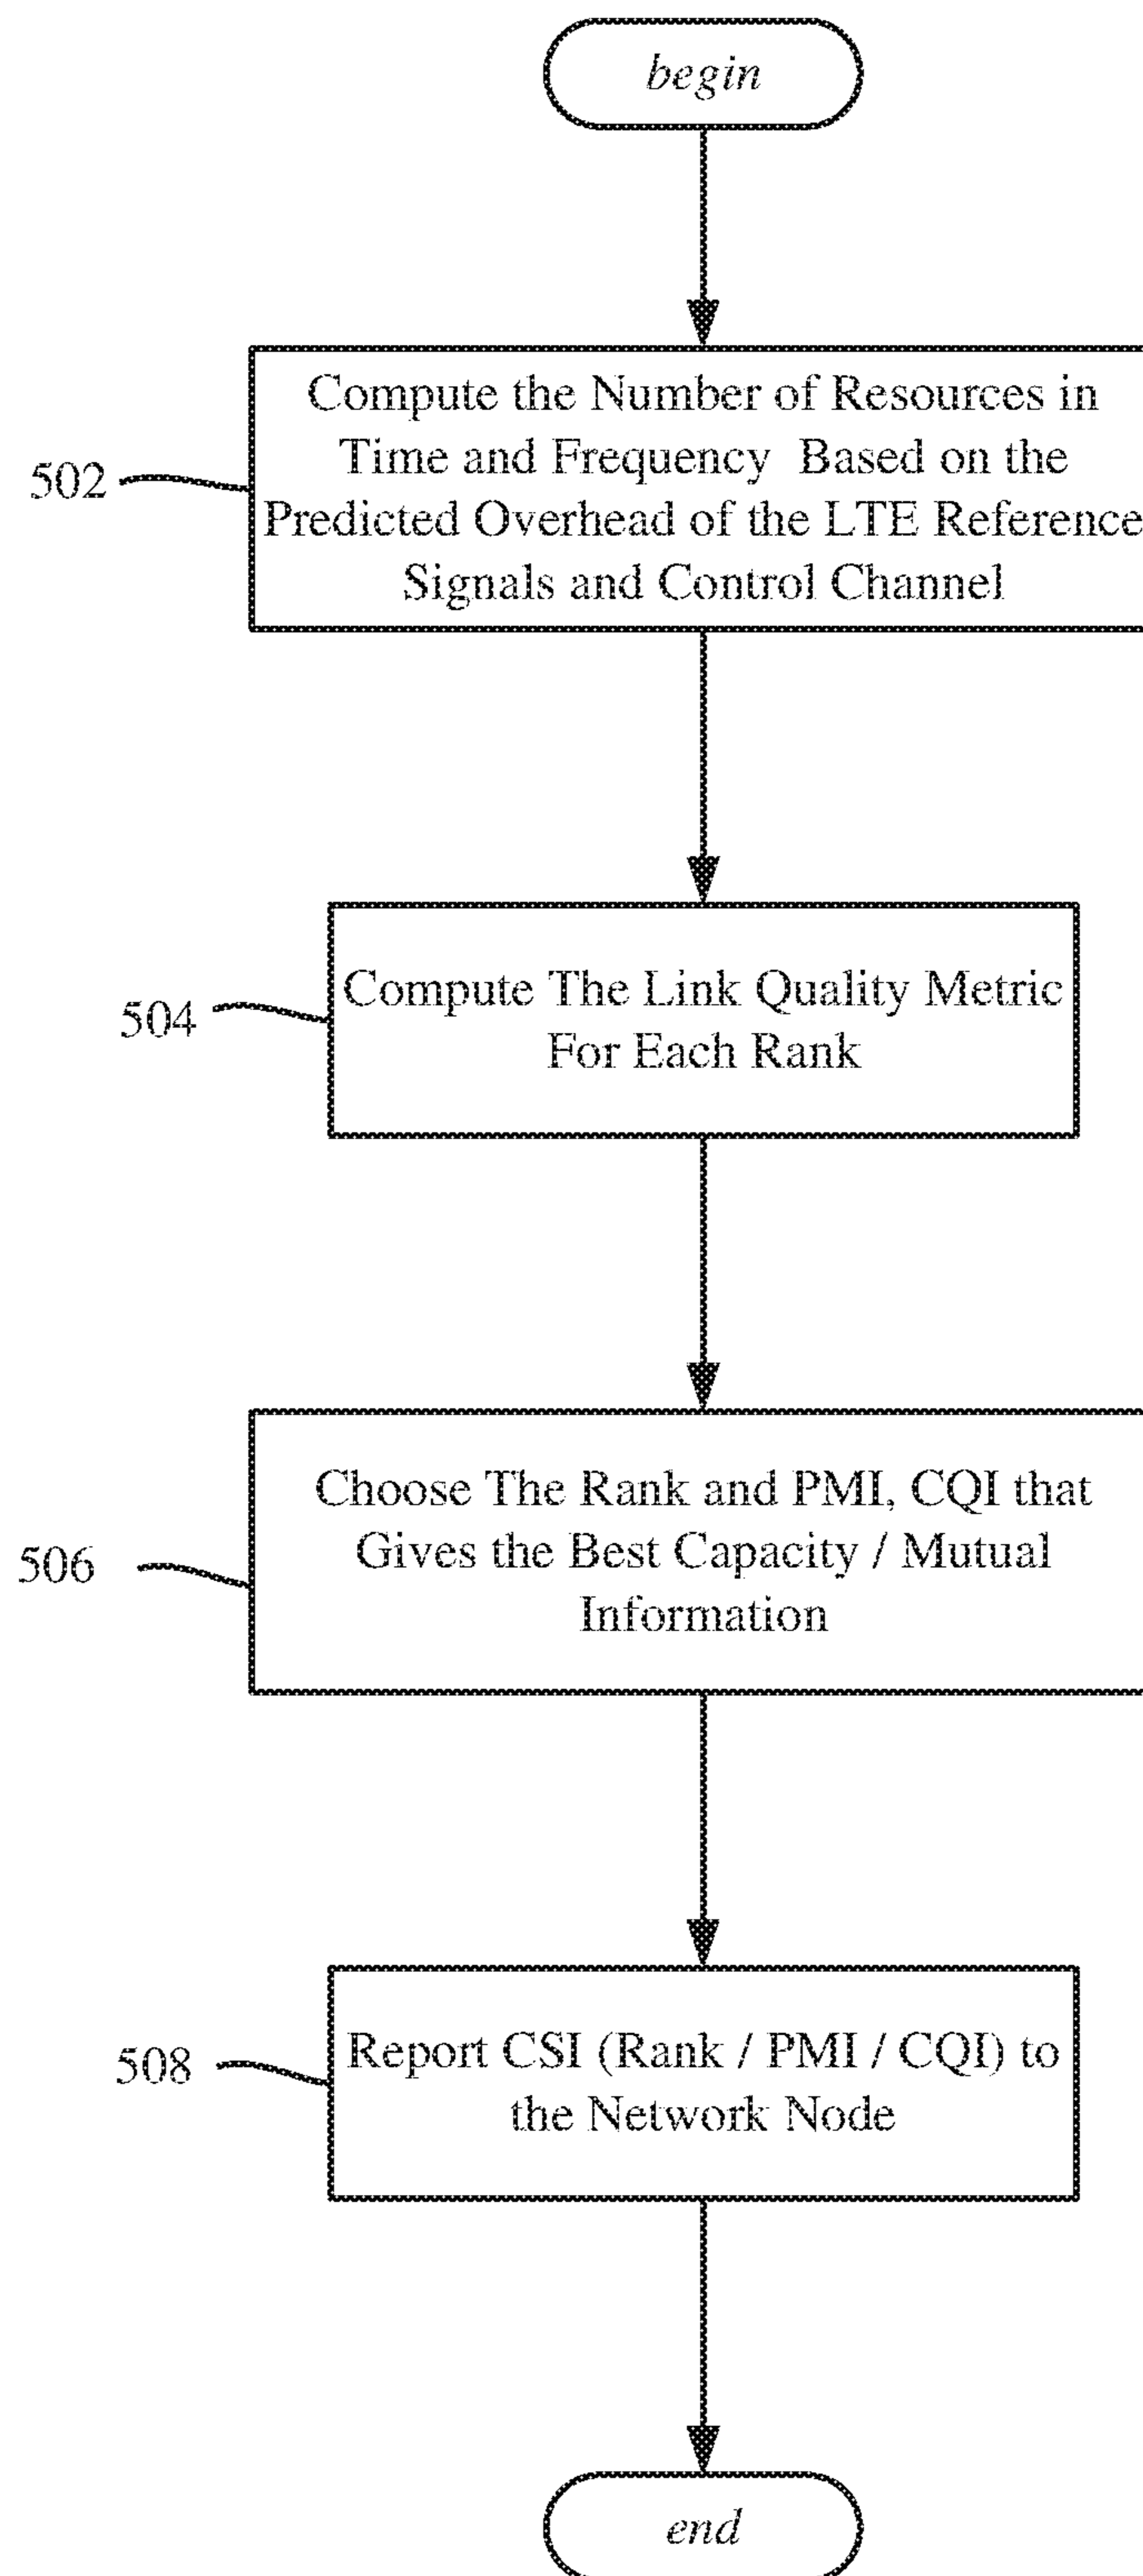 begin
Compute the Number of Resources in
Time and Frequency Based on the
502
Predicted Overhead of the LTE Reference
Signals and Control Channel
Compute The Link Quality Metric
504
For Each Rank
Choose The Rank and PMI, CQI that
Gives the Best Capacity / Mutual
506
Information
Report CSI (Rank / PMI / CQI) to
508
the Network Node
end